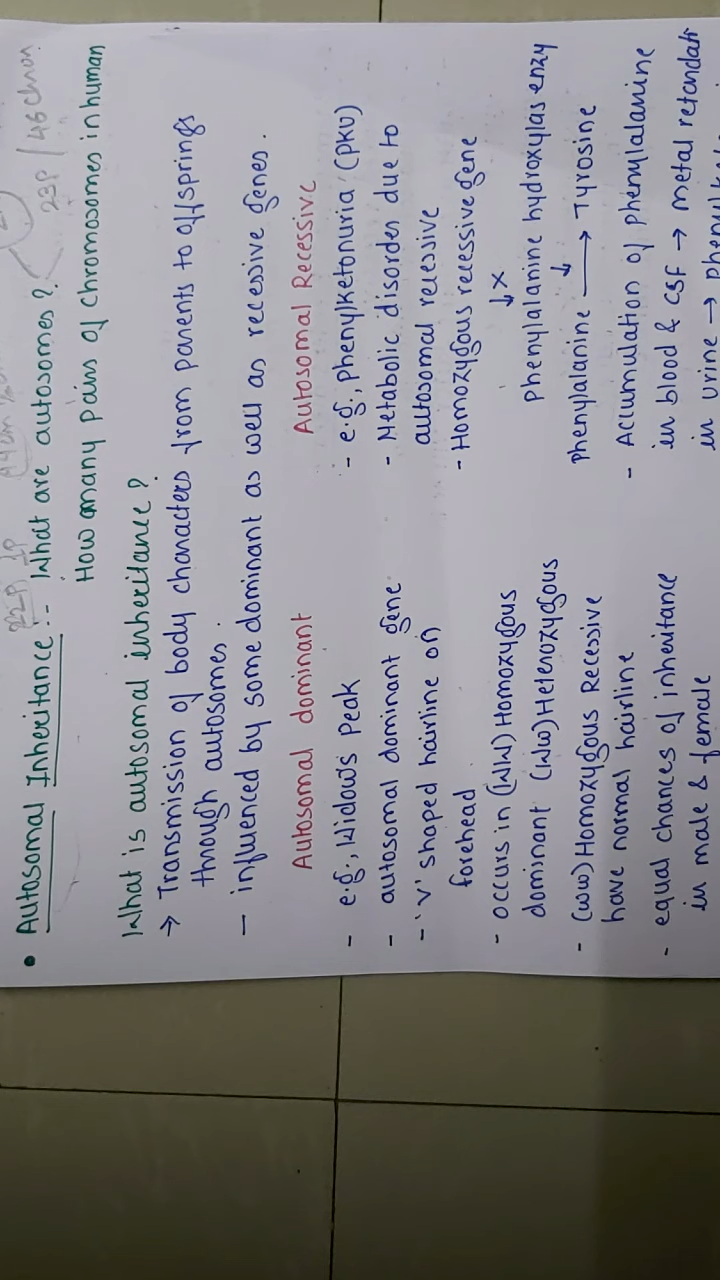 23P / 46 chron.
• Autosomal Inheritance :- What are autosomes ?
How many pairs of chromosomes in human
What is autosomal inheritance ?
→ Transmission of body characters from parents to offsprings
through autosomes.
- influenced by some dominant as well as recessive genes.
Autosomal dominant
- e.g., Widow's Peak
- autosomal dominant gene
- 'V' shaped hairline on
forehead
- occurs in (WW) Homozygous
dominant (Ww) Heterozygous
- (ww) Homozygous Recessive
have normal hairline
- equal chances of inheritance
in male & female
Autosomal Recessive
- e.g., Phenylketonuria (PKU)
- Metabolic disorder due to
autosomal recessive
- Homozygous recessive gene
↓ x
Phenylalanine hydroxylas enzy
↓
Phenylalanine → Tyrosine
- Accumulation of phenylalanine
in blood & CSF → metal retardati
in urine →